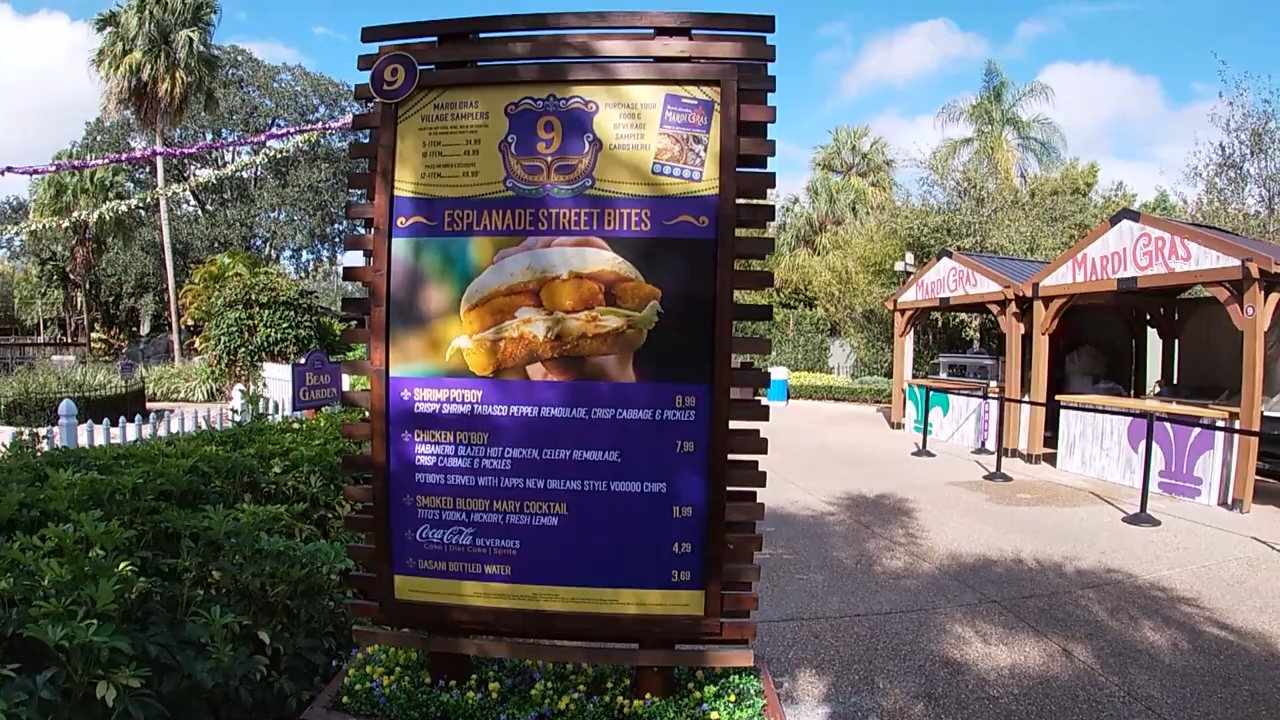 9
MARDI GRAS
VILLAGE SAMPLERS
5-ITEM 34.99
10-ITEM 49.99
12-ITEM 49.99*
9
PURCHASE YOUR
FOOD &
BEVERAGE
SAMPLER
CARDS HERE!
MARDI GRAS
ESPLANADE STREET BITES
SHRIMP PO'BOY 8.99
CRISPY SHRIMP, TABASCO PEPPER REMOULADE, CRISP CABBAGE & PICKLES
CHICKEN PO'BOY 7.99
HABANERO GLAZED HOT CHICKEN, CELERY REMOULADE,
CRISP CABBAGE & PICKLES
PO'BOYS SERVED WITH ZAPPS NEW ORLEANS STYLE VOODOO CHIPS
SMOKED BLOODY MARY COCKTAIL 11.99
TITO'S VODKA, HICKORY, FRESH LEMON
Coca-Cola BEVERAGES 4.29
Coke | Diet Coke | Sprite
DASANI BOTTLED WATER 3.69
BEAD
GARDEN
MARDI GRAS
MARDI GRAS
9